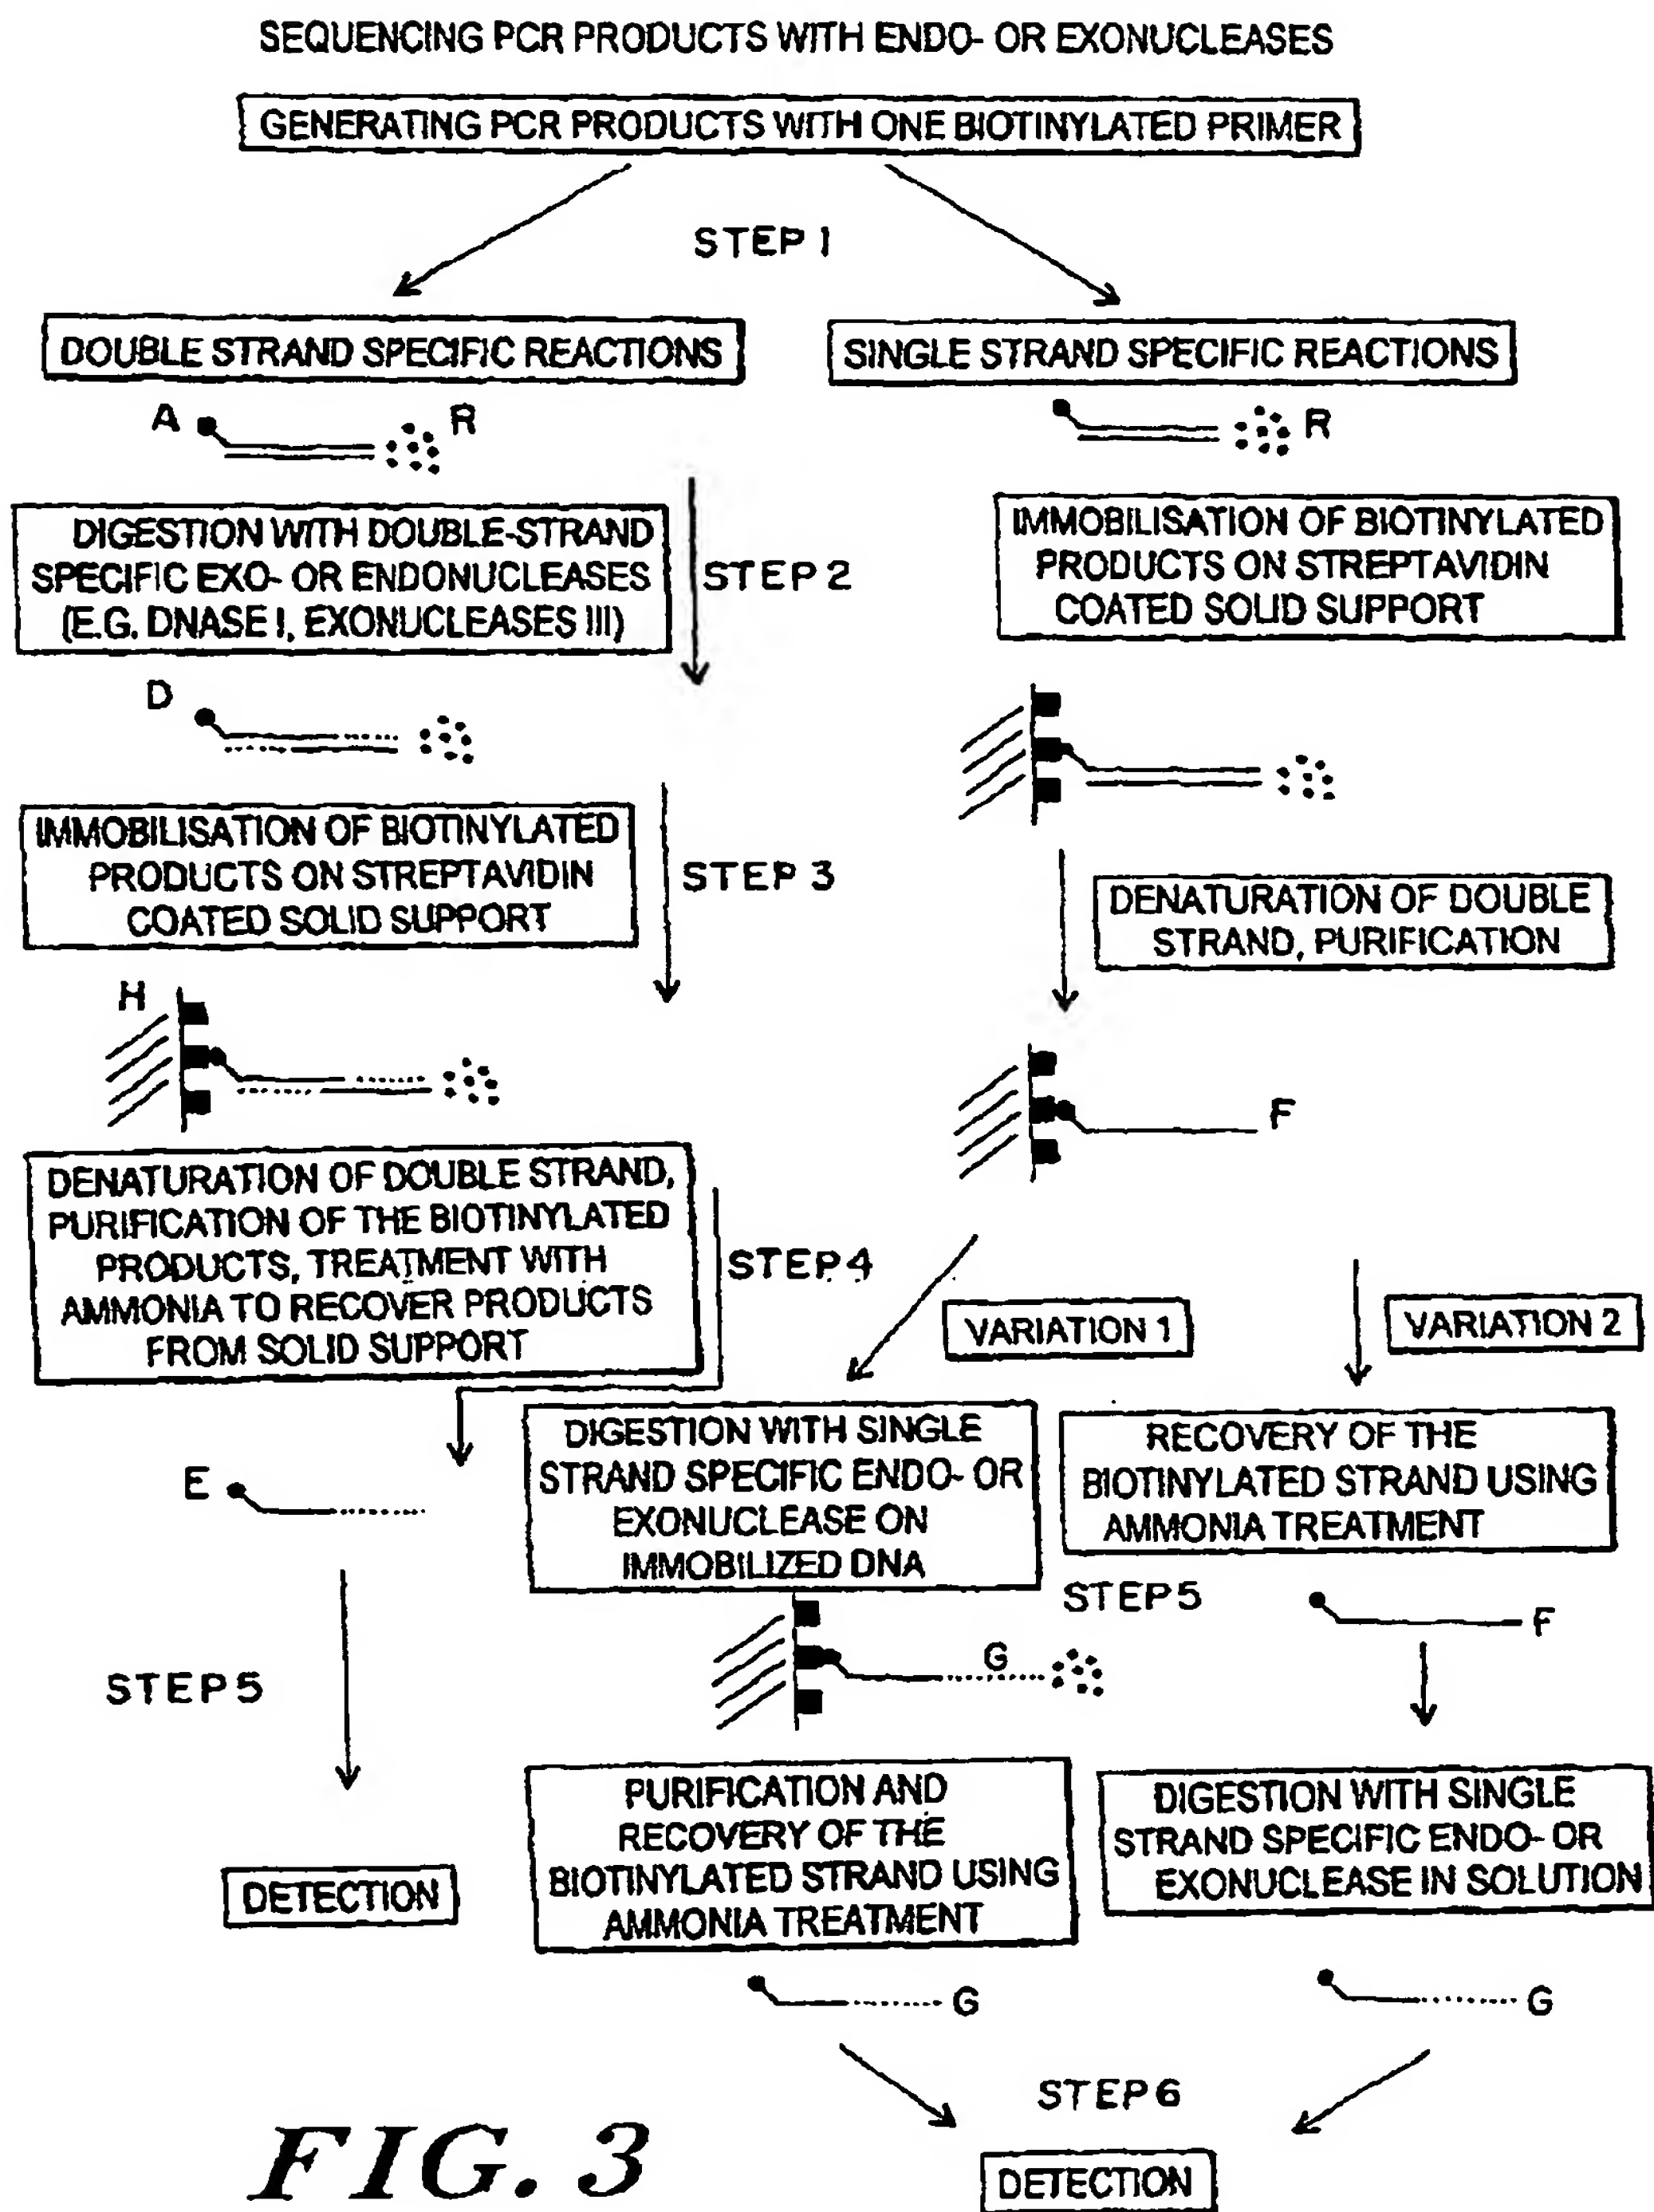 SEQUENCING PCR PRODUCTS WITH ENDO- OR EXONUCLEASES
GENERATING PCR PRODUCTS WITH ONE BIOTINYLATED PRIMER
STEP 1
DOUBLE STRAND SPECIFIC REACTIONS
A
R
DIGESTION WITH DOUBLE-STRAND
SPECIFIC EXO- OR ENDONUCLEASES
(E.G. DNASE I, EXONUCLEASES III)
STEP 2
D
IMMOBILISATION OF BIOTINYLATED
PRODUCTS ON STREPTAVIDIN
COATED SOLID SUPPORT
STEP 3
H
DENATURATION OF DOUBLE STRAND,
PURIFICATION OF THE BIOTINYLATED
PRODUCTS, TREATMENT WITH
AMMONIA TO RECOVER PRODUCTS
FROM SOLID SUPPORT
STEP 4
E
STEP 5
DETECTION
SINGLE STRAND SPECIFIC REACTIONS
R
IMMOBILISATION OF BIOTINYLATED
PRODUCTS ON STREPTAVIDIN
COATED SOLID SUPPORT
DENATURATION OF DOUBLE
STRAND, PURIFICATION
F
VARIATION 1
DIGESTION WITH SINGLE
STRAND SPECIFIC ENDO- OR
EXONUCLEASE ON
IMMOBILIZED DNA
G
PURIFICATION AND
RECOVERY OF THE
BIOTINYLATED STRAND USING
AMMONIA TREATMENT
G
VARIATION 2
RECOVERY OF THE
BIOTINYLATED STRAND USING
AMMONIA TREATMENT
STEP 5
F
DIGESTION WITH SINGLE
STRAND SPECIFIC ENDO- OR
EXONUCLEASE IN SOLUTION
G
STEP 6
DETECTION
FIG. 3